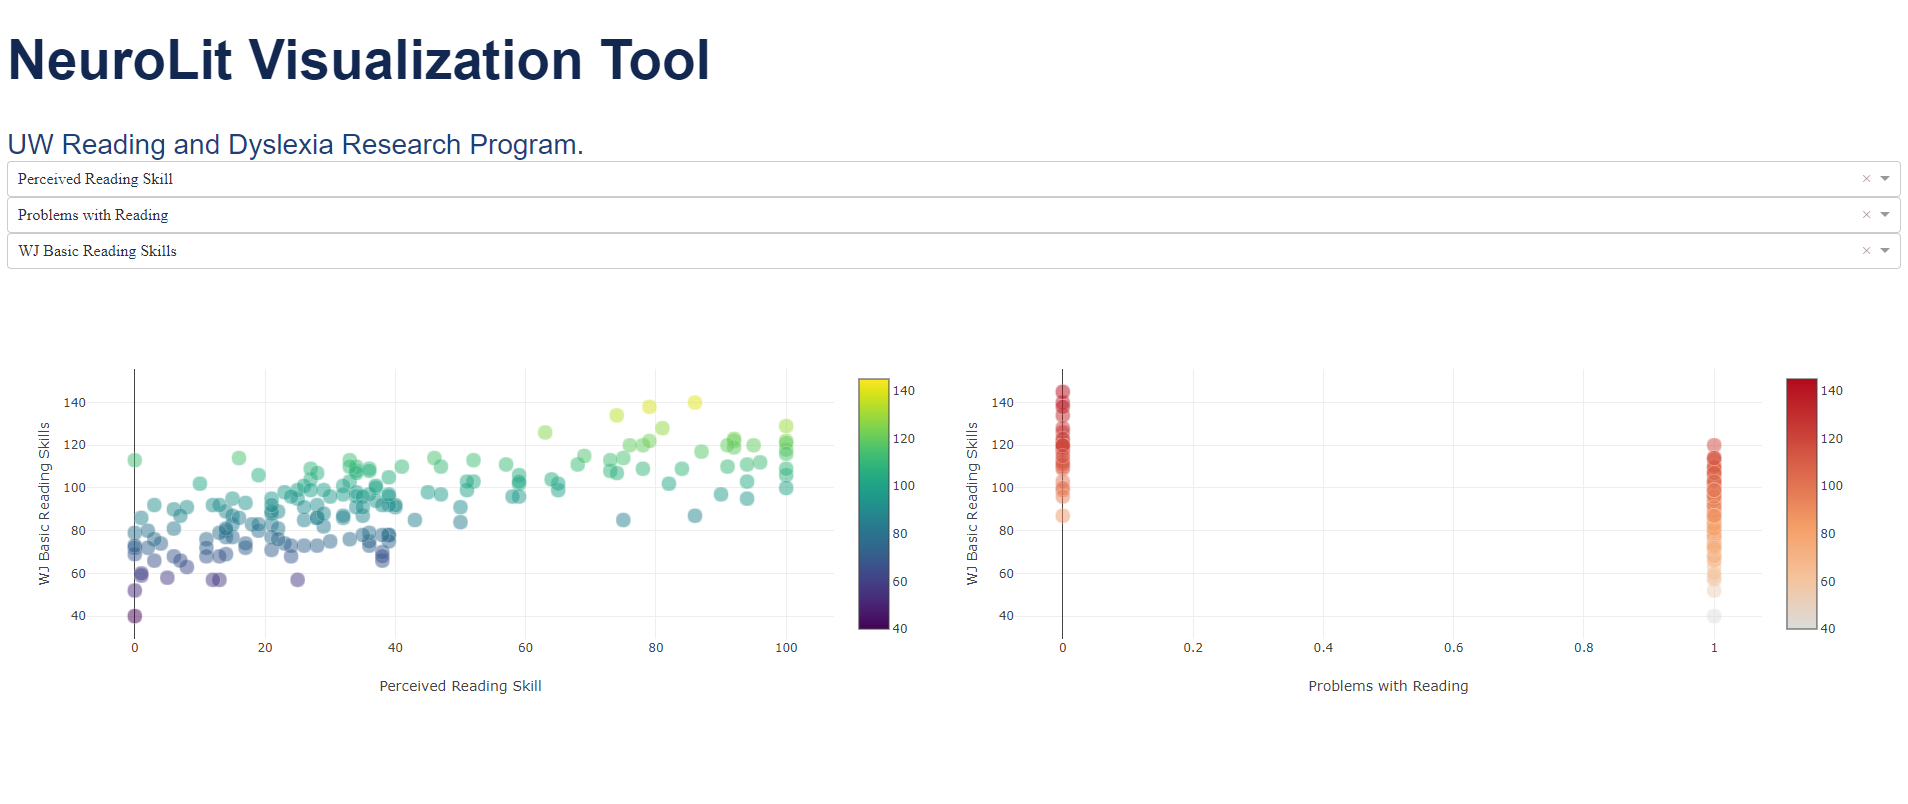 NeuroLit Visualization Tool
UW Reading and Dyslexia Research Program.
Perceived Reading Skill
×
Problems with Reading
×
WJ Basic Reading Skills
×
WJ Basic Reading Skills
140
120
100
80
60
40
0 20 40 60 80 100
Perceived Reading Skill
140
120
100
80
60
40
WJ Basic Reading Skills
140
120
100
80
60
40
0 0.2 0.4 0.6 0.8 1
Problems with Reading
140
120
100
80
60
40